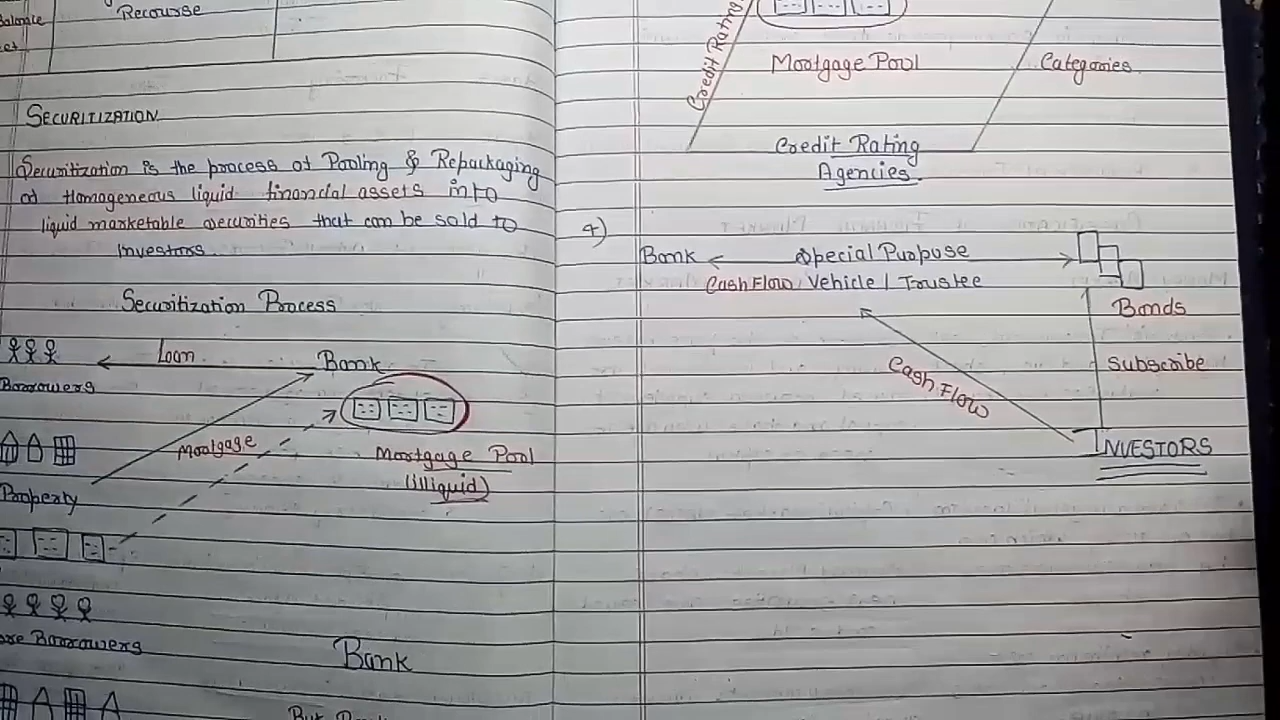 Recourse
SECURITIZATION
Securitization is the process of Pooling & Repackaging
of Homogeneous liquid financial assets into
liquid marketable securities that can be sold to
investors.
Securitization Process
Loan
Bank
Borrowers
Mortgage
Mortgage Pool
(illiquid)
Property
Borrowers
Bank
Credit Rating
Mortgage Pool
Categories
Credit Rating
Agencies
4)
Bank
Special Purpose
Cash Flow Vehicle / Trustee
Bonds
Cash Flow
Subscribe
INVESTORS